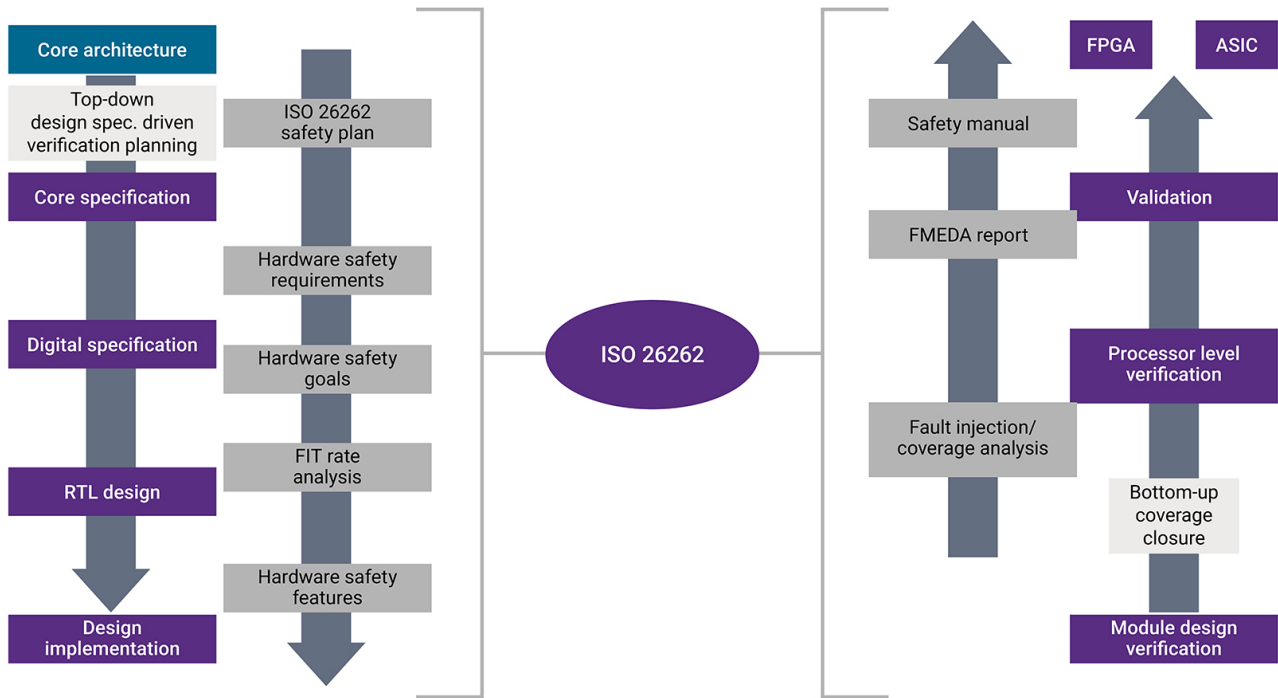 Core architecture
Top-down
design spec. driven
verification planning
Core specification
Digital specification
RTL design
Design
implementation
ISO 26262
safety plan
Hardware safety
requirements
Hardware safety
goals
FIT rate
analysis
Hardware safety
features
ISO 26262
Safety manual
FMEDA report
Fault injection/
coverage analysis
FPGA
ASIC
Validation
Processor level
verification
Bottom-up
coverage
closure
Module design
verification